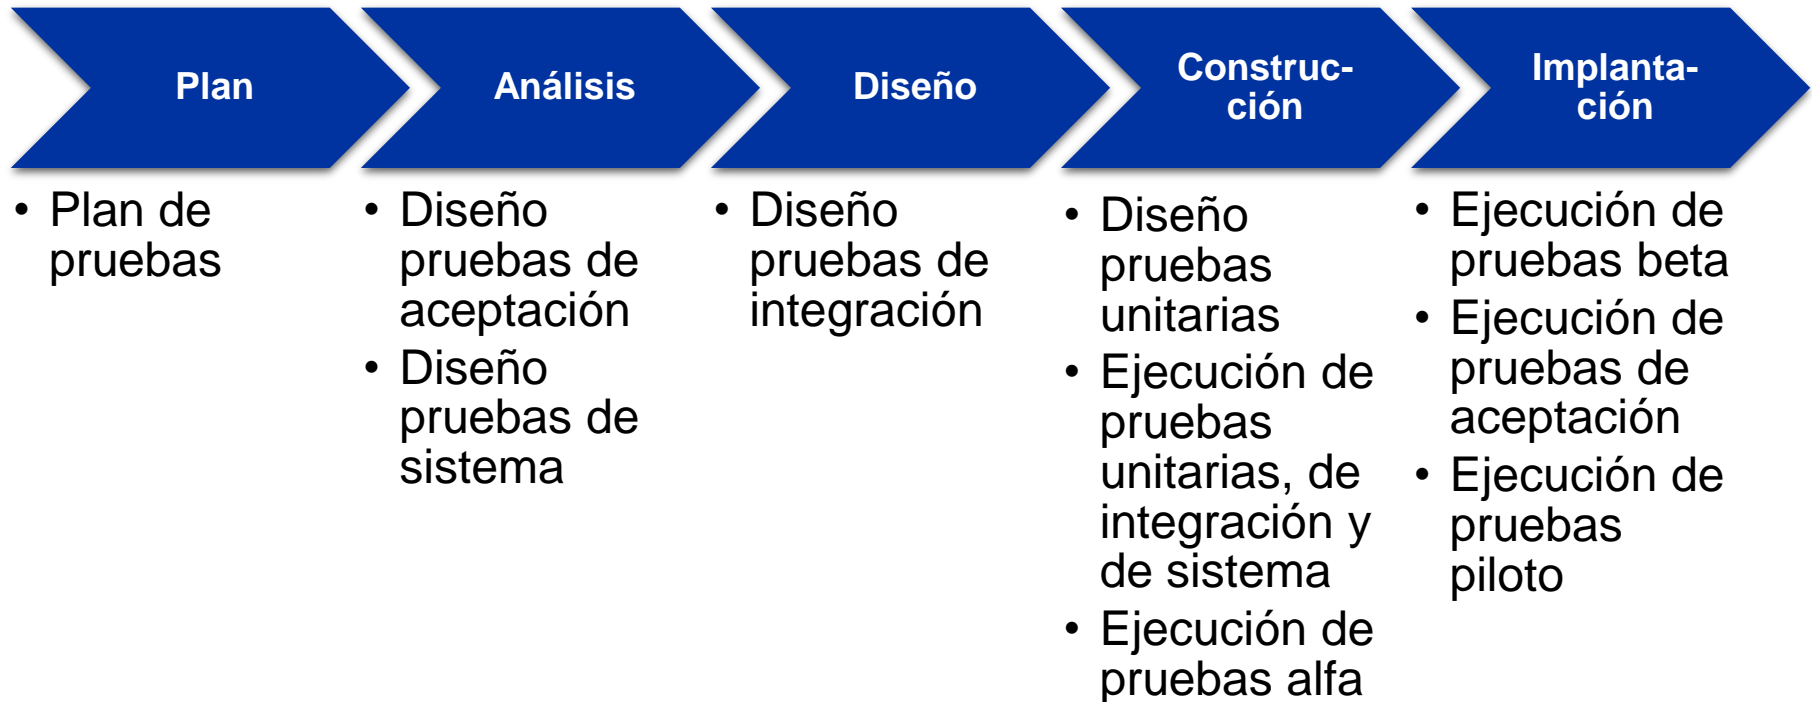 Plan
Análisis
Diseño
Construc-
ción
Implanta-
ción
• Plan de
pruebas
• Diseño
pruebas de
aceptación
• Diseño
pruebas de
sistema
• Diseño
pruebas de
integración
• Diseño
pruebas
unitarias
• Ejecución de
pruebas
unitarias, de
integración y
de sistema
• Ejecución de
pruebas alfa
• Ejecución de
pruebas beta
• Ejecución de
pruebas de
aceptación
• Ejecución de
pruebas
piloto